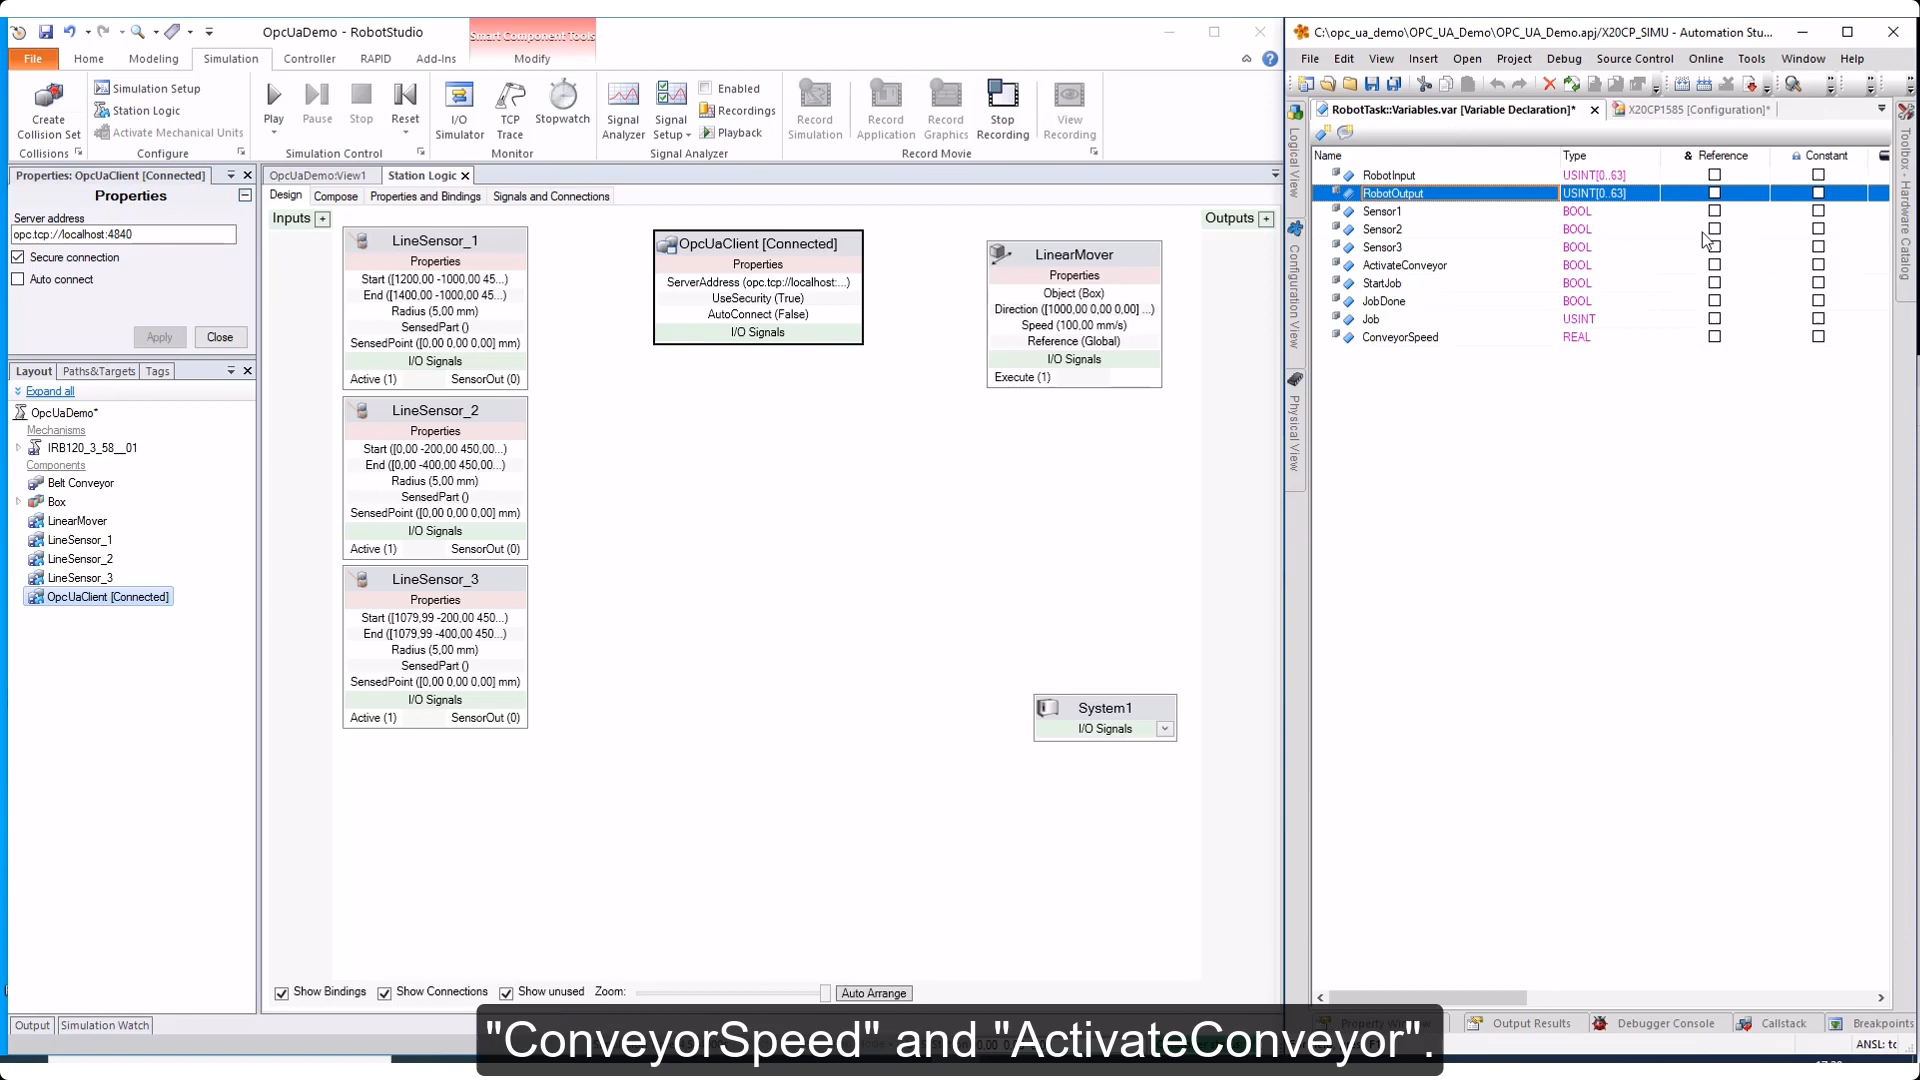 OpcUaDemo - RobotStudio
Smart Component Tools
File
Home
Modeling
Simulation
Controller
RAPID
Add-Ins
Modify
Create
Collision Set
Collisions
Simulation Setup
Station Logic
Activate Mechanical Units
Configure
Play
Pause
Stop
Reset
Simulation Control
I/O
Simulator
TCP
Trace
Stopwatch
Monitor
Signal
Analyzer
Signal
Setup
Enabled
Recordings
Playback
Signal Analyzer
Record
Simulation
Record
Application
Record
Graphics
Stop
Recording
View
Recording
Record Movie
Properties: OpcUaClient [Connected]
Properties
Server address
opc.tcp://localhost:4840
Secure connection
Auto connect
Apply
Close
Layout
Paths&Targets
Tags
Expand all
OpcUaDemo*
Mechanisms
IRB120_3_58__01
Components
Belt Conveyor
Box
LinearMover
LineSensor_1
LineSensor_2
LineSensor_3
OpcUaClient [Connected]
Output
Simulation Watch
OpcUaDemo:View1
Station Logic
Design
Compose
Properties and Bindings
Signals and Connections
Inputs +
Outputs +
LineSensor_1
Properties
Start ([1200,00 -1000,00 45...)
End ([1400,00 -1000,00 45...)
Radius (5,00 mm)
SensedPart ()
SensedPoint ([0,00 0,00 0,00] mm)
I/O Signals
Active (1)
SensorOut (0)
LineSensor_2
Properties
Start ([0,00 -200,00 450,00...)
End ([0,00 -400,00 450,00...)
Radius (5,00 mm)
SensedPart ()
SensedPoint ([0,00 0,00 0,00] mm)
I/O Signals
Active (1)
SensorOut (0)
LineSensor_3
Properties
Start ([1079,99 -200,00 450...)
End ([1079,99 -400,00 450...)
Radius (5,00 mm)
SensedPart ()
SensedPoint ([0,00 0,00 0,00] mm)
I/O Signals
Active (1)
SensorOut (0)
OpcUaClient [Connected]
Properties
ServerAddress (opc.tcp://localhost:...)
UseSecurity (True)
AutoConnect (False)
I/O Signals
LinearMover
Properties
Object (Box)
Direction ([1000,00 0,00 0,00] ...)
Speed (100,00 mm/s)
Reference (Global)
I/O Signals
Execute (1)
System1
I/O Signals
Show Bindings
Show Connections
Show unused
Zoom:
Auto Arrange
C:\opc_ua_demo\OPC_UA_Demo\OPC_UA_Demo.apj/X20CP_SIMU - Automation Stu...
File
Edit
View
Insert
Open
Project
Debug
Source Control
Online
Tools
Window
Help
RobotTask::Variables.var [Variable Declaration]*
X20CP1585 [Configuration]*
Logical View
Configuration View
Physical View
Toolbox - Hardware Catalog
Name
Type
& Reference
Constant
RobotInput
USINT[0..63]
RobotOutput
USINT[0..63]
Sensor1
BOOL
Sensor2
BOOL
Sensor3
BOOL
ActivateConveyor
BOOL
StartJob
BOOL
JobDone
BOOL
Job
USINT
ConveyorSpeed
REAL
Output Results
Debugger Console
Callstack
Breakpoints
"ConveyorSpeed" and "ActivateConveyor".